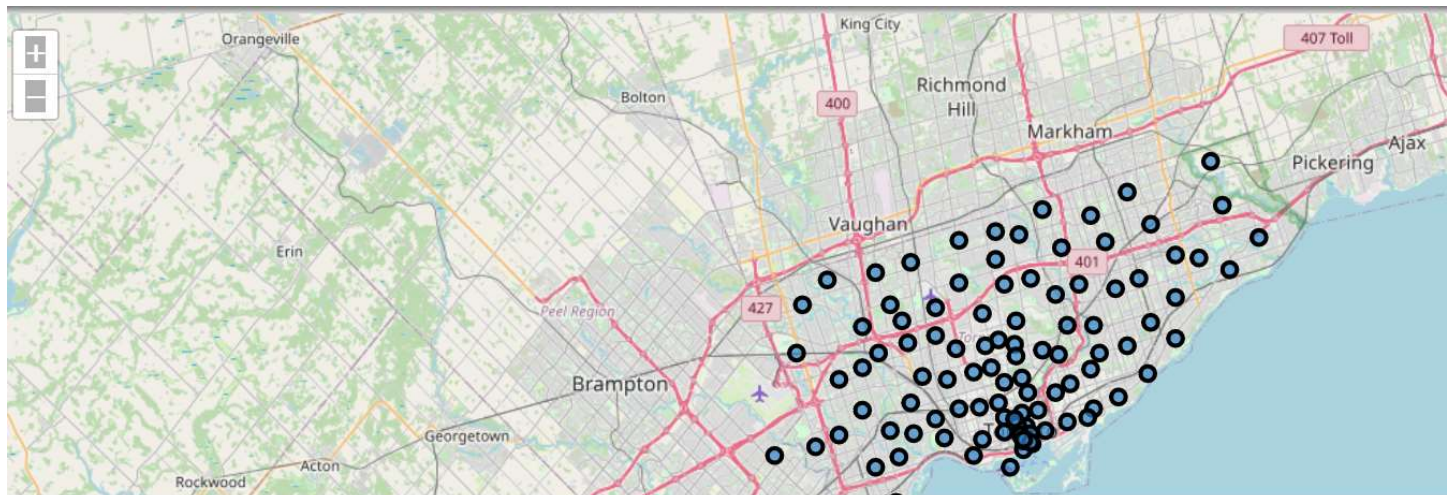 King City
Orangeville
+
407 Toll
−
Richmond
Hill
Bolton
400
Markham
Ajax
Pickering
Vaughan
Erin
401
427
Peel Region
Brampton
Georgetown
Acton
Rockwood